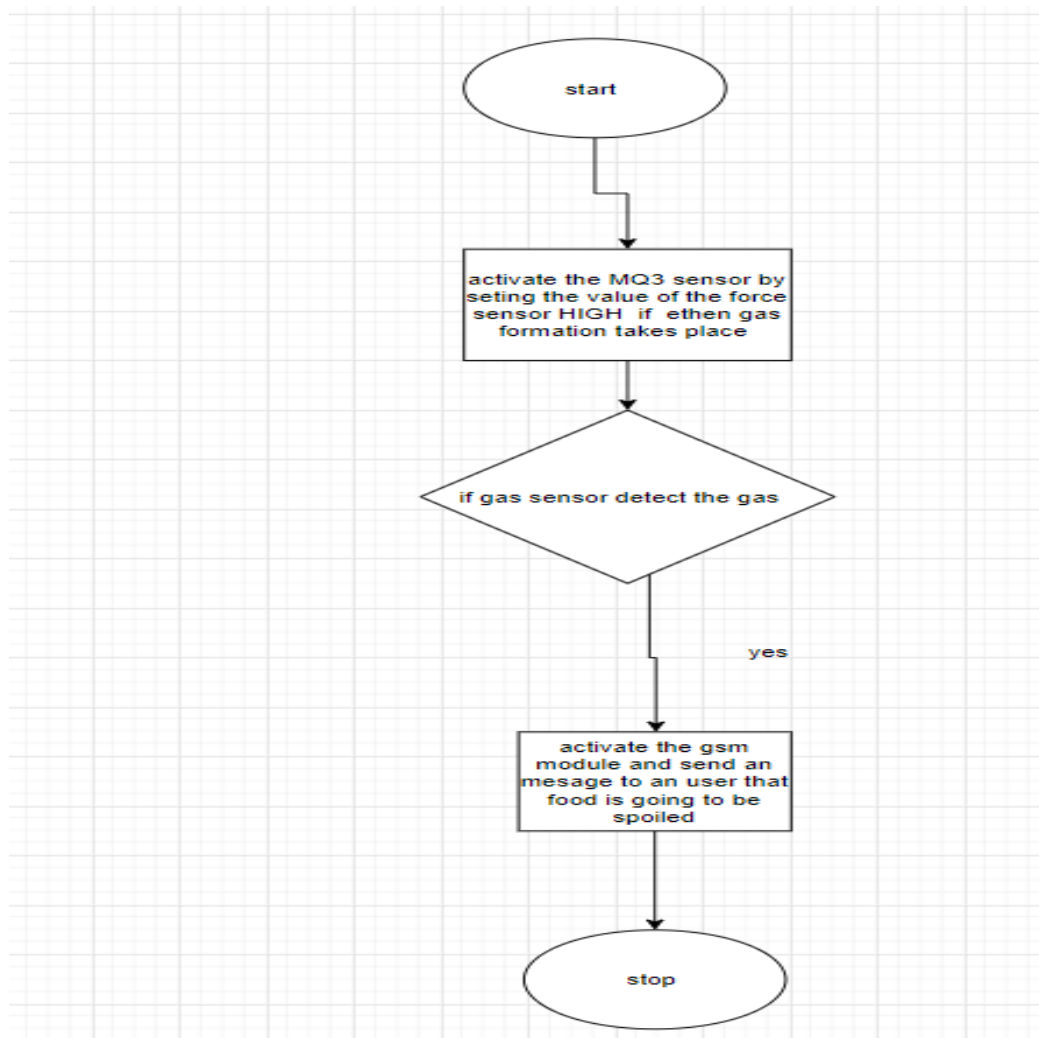 start
activate the MQ3 sensor by
seting the value of the force
sensor HIGH if ethen gas
formation takes place
if gas sensor detect the gas
yes
activate the gsm
module and send an
mesage to an user that
food is going to be
spoiled
stop